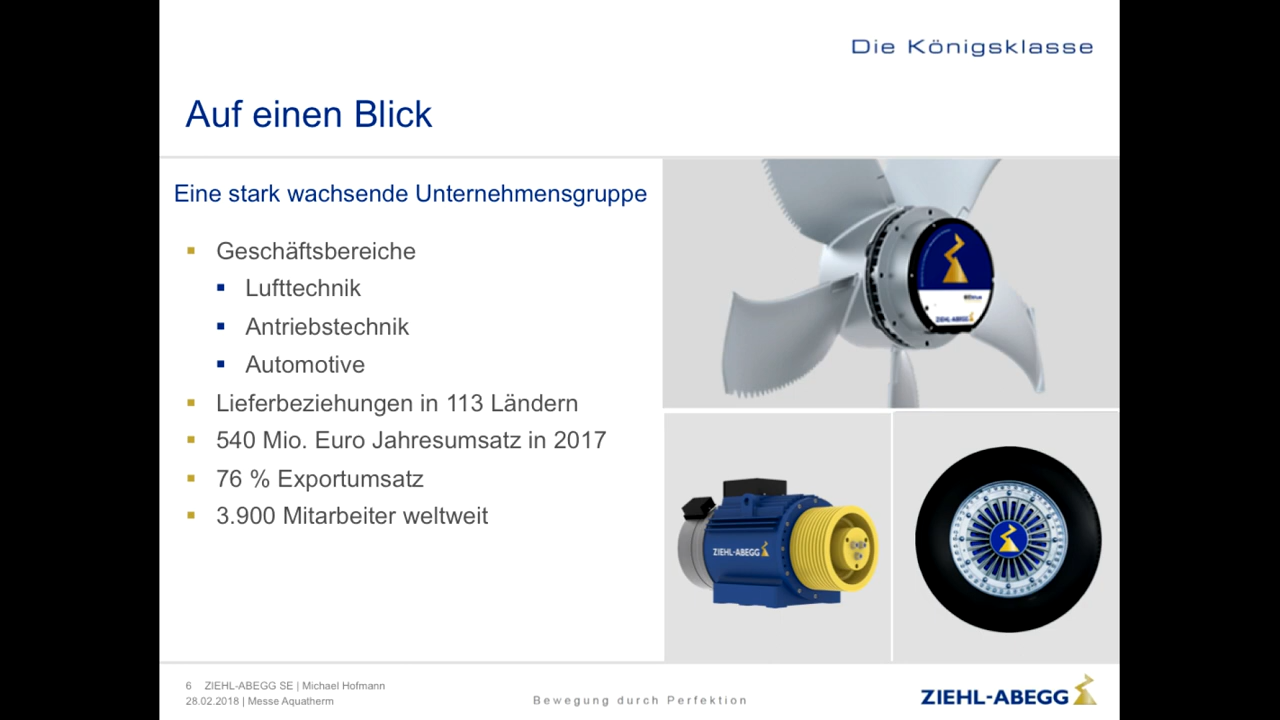 Die Königsklasse
Auf einen Blick
Eine stark wachsende Unternehmensgruppe
Geschäftsbereiche
Lufttechnik
Antriebstechnik
Automotive
Lieferbeziehungen in 113 Ländern
540 Mio. Euro Jahresumsatz in 2017
76 % Exportumsatz
3.900 Mitarbeiter weltweit
ZIEHL-ABEGG
ZIEHL-ABEGG
6 ZIEHL-ABEGG SE | Michael Hofmann
28.02.2018 | Messe Aquatherm
Bewegung durch Perfektion
ZIEHL-ABEGG